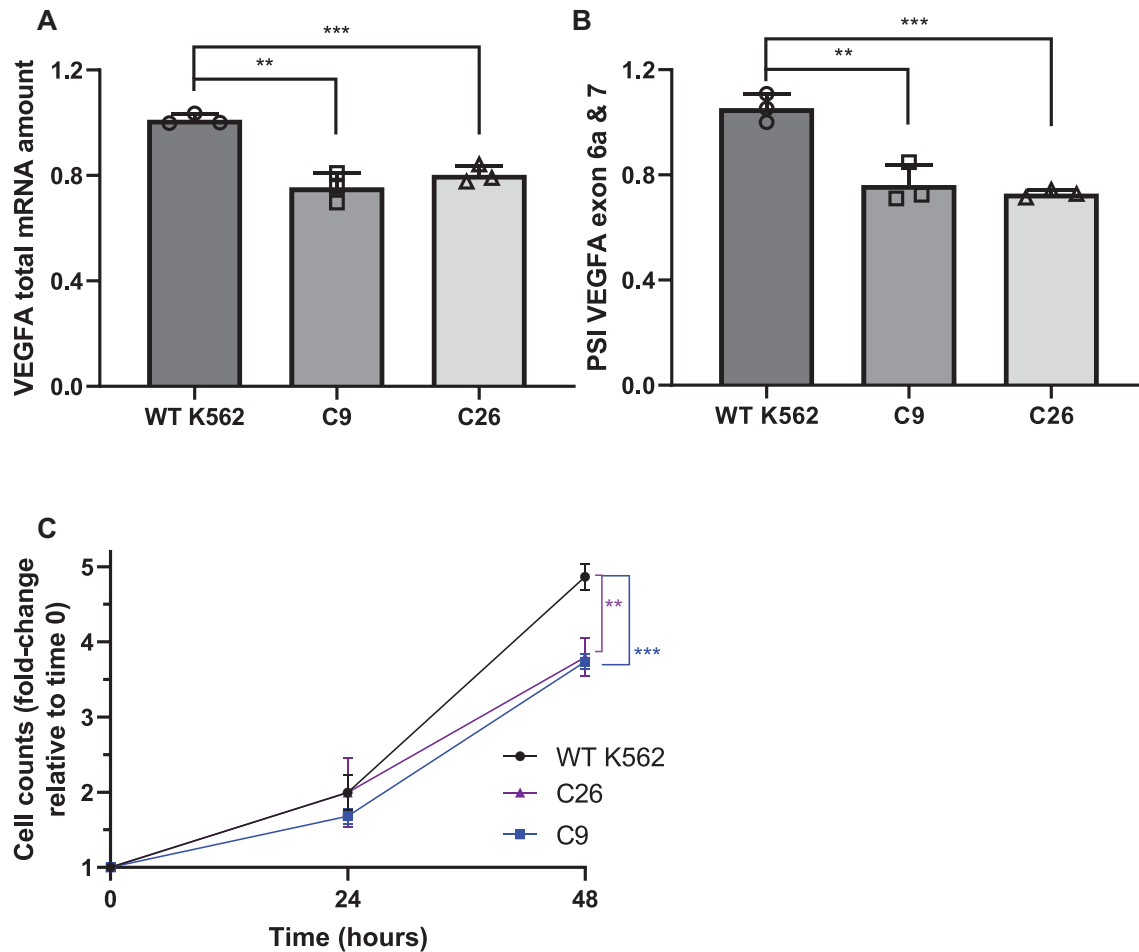 A
***
**
VEGFA total mRNA amount
1.2
0.8
0.4
0.0
WT K562
C9
C26
B
***
**
PSI VEGFA exon 6a & 7
1.2
0.8
0.4
0.0
WT K562
C9
C26
C
Cell counts (fold-change
relative to time 0)
5
4
3
2
1
**
***
WT K562
C26
C9
0
24
48
Time (hours)